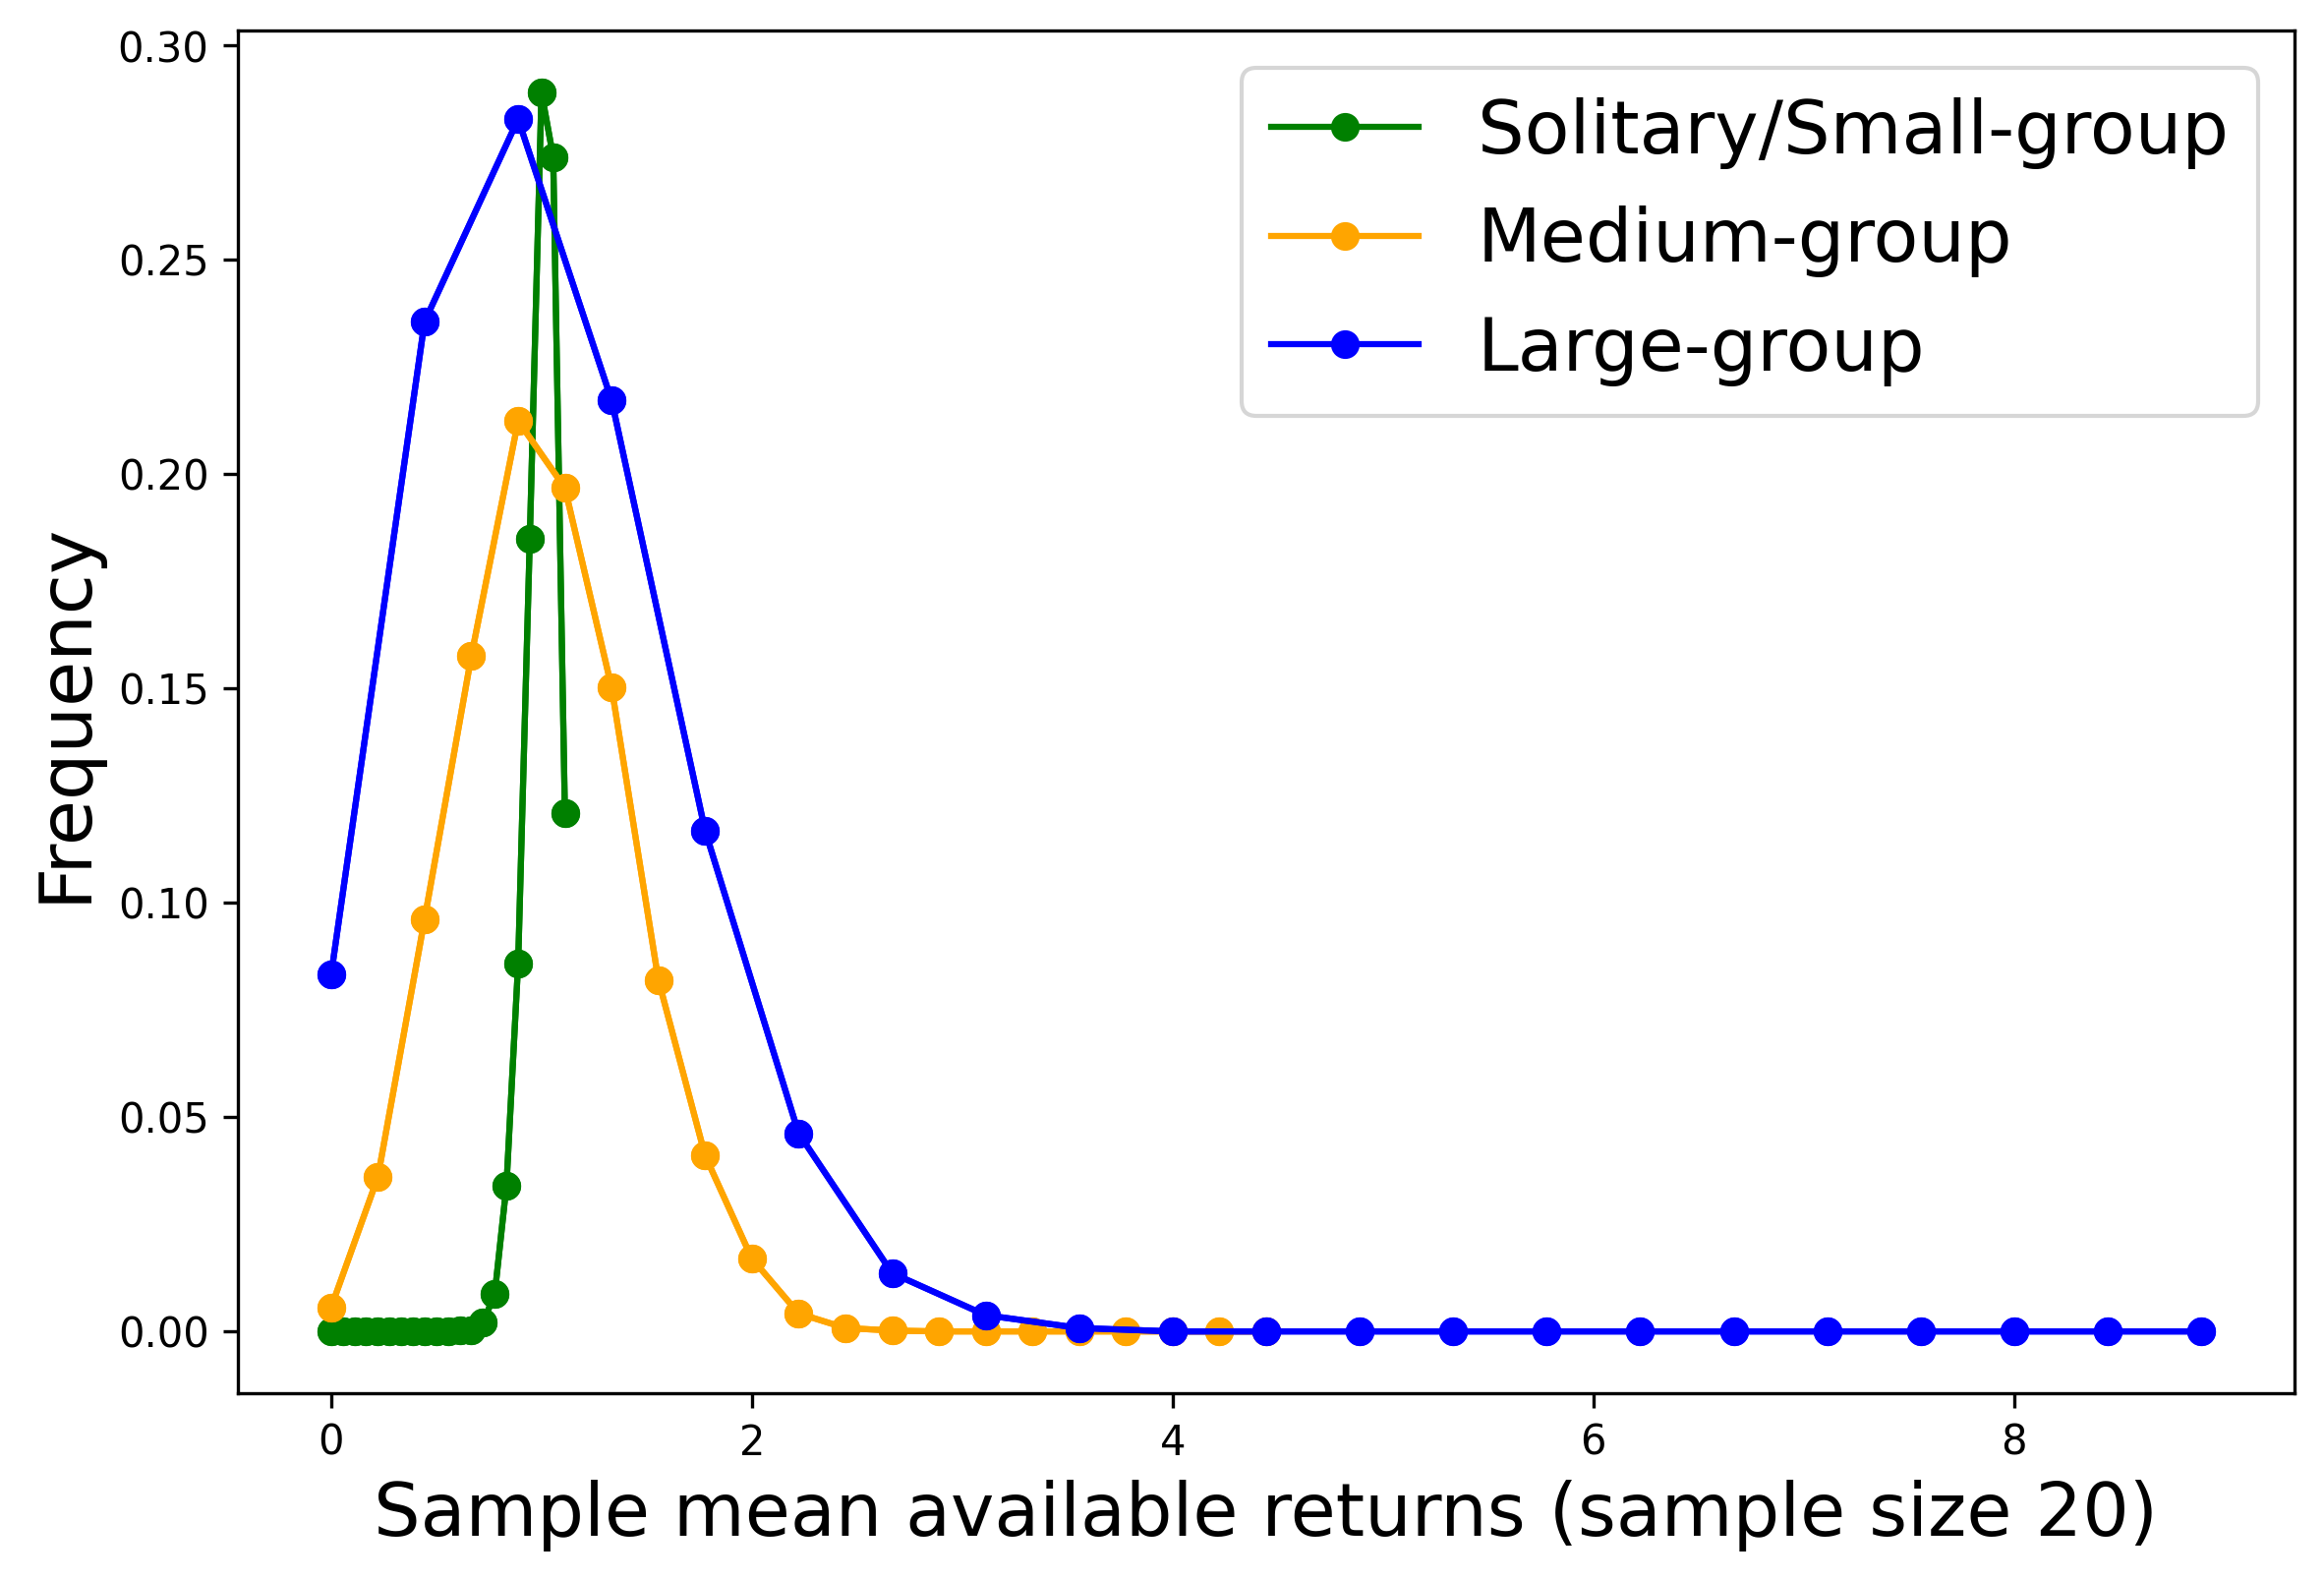 0.30
0.25
0.20
0.15
0.10
0.05
0.00
Frequency
Solitary/Small-group
Medium-group
Large-group
0 2 4 6 8
Sample mean available returns (sample size 20)